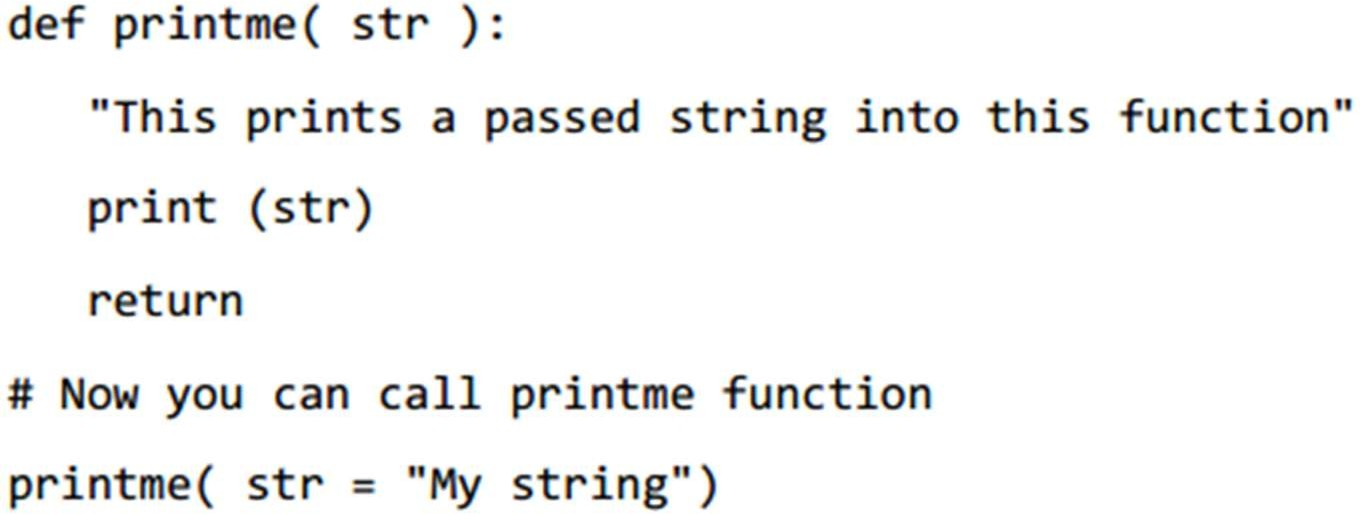 def printme( str ):
   "This prints a passed string into this function"
   print (str)
   return
# Now you can call printme function
printme( str = "My string")